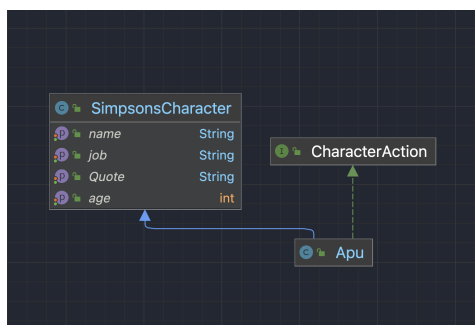 C SimpsonsCharacter
p name String
p job String
p Quote String
p age int
I CharacterAction
C Apu